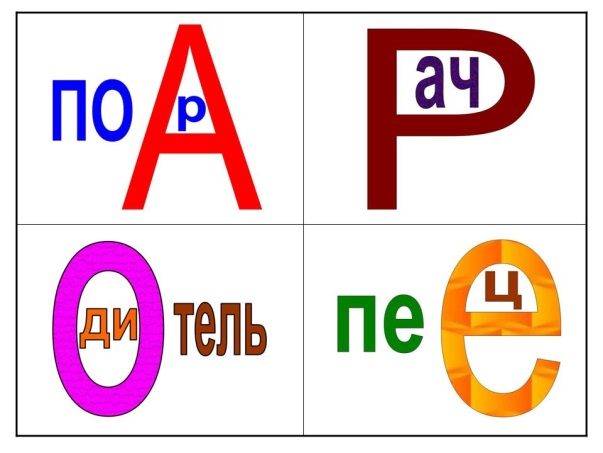 по А р
Р ач
О ди тель
пе е ц